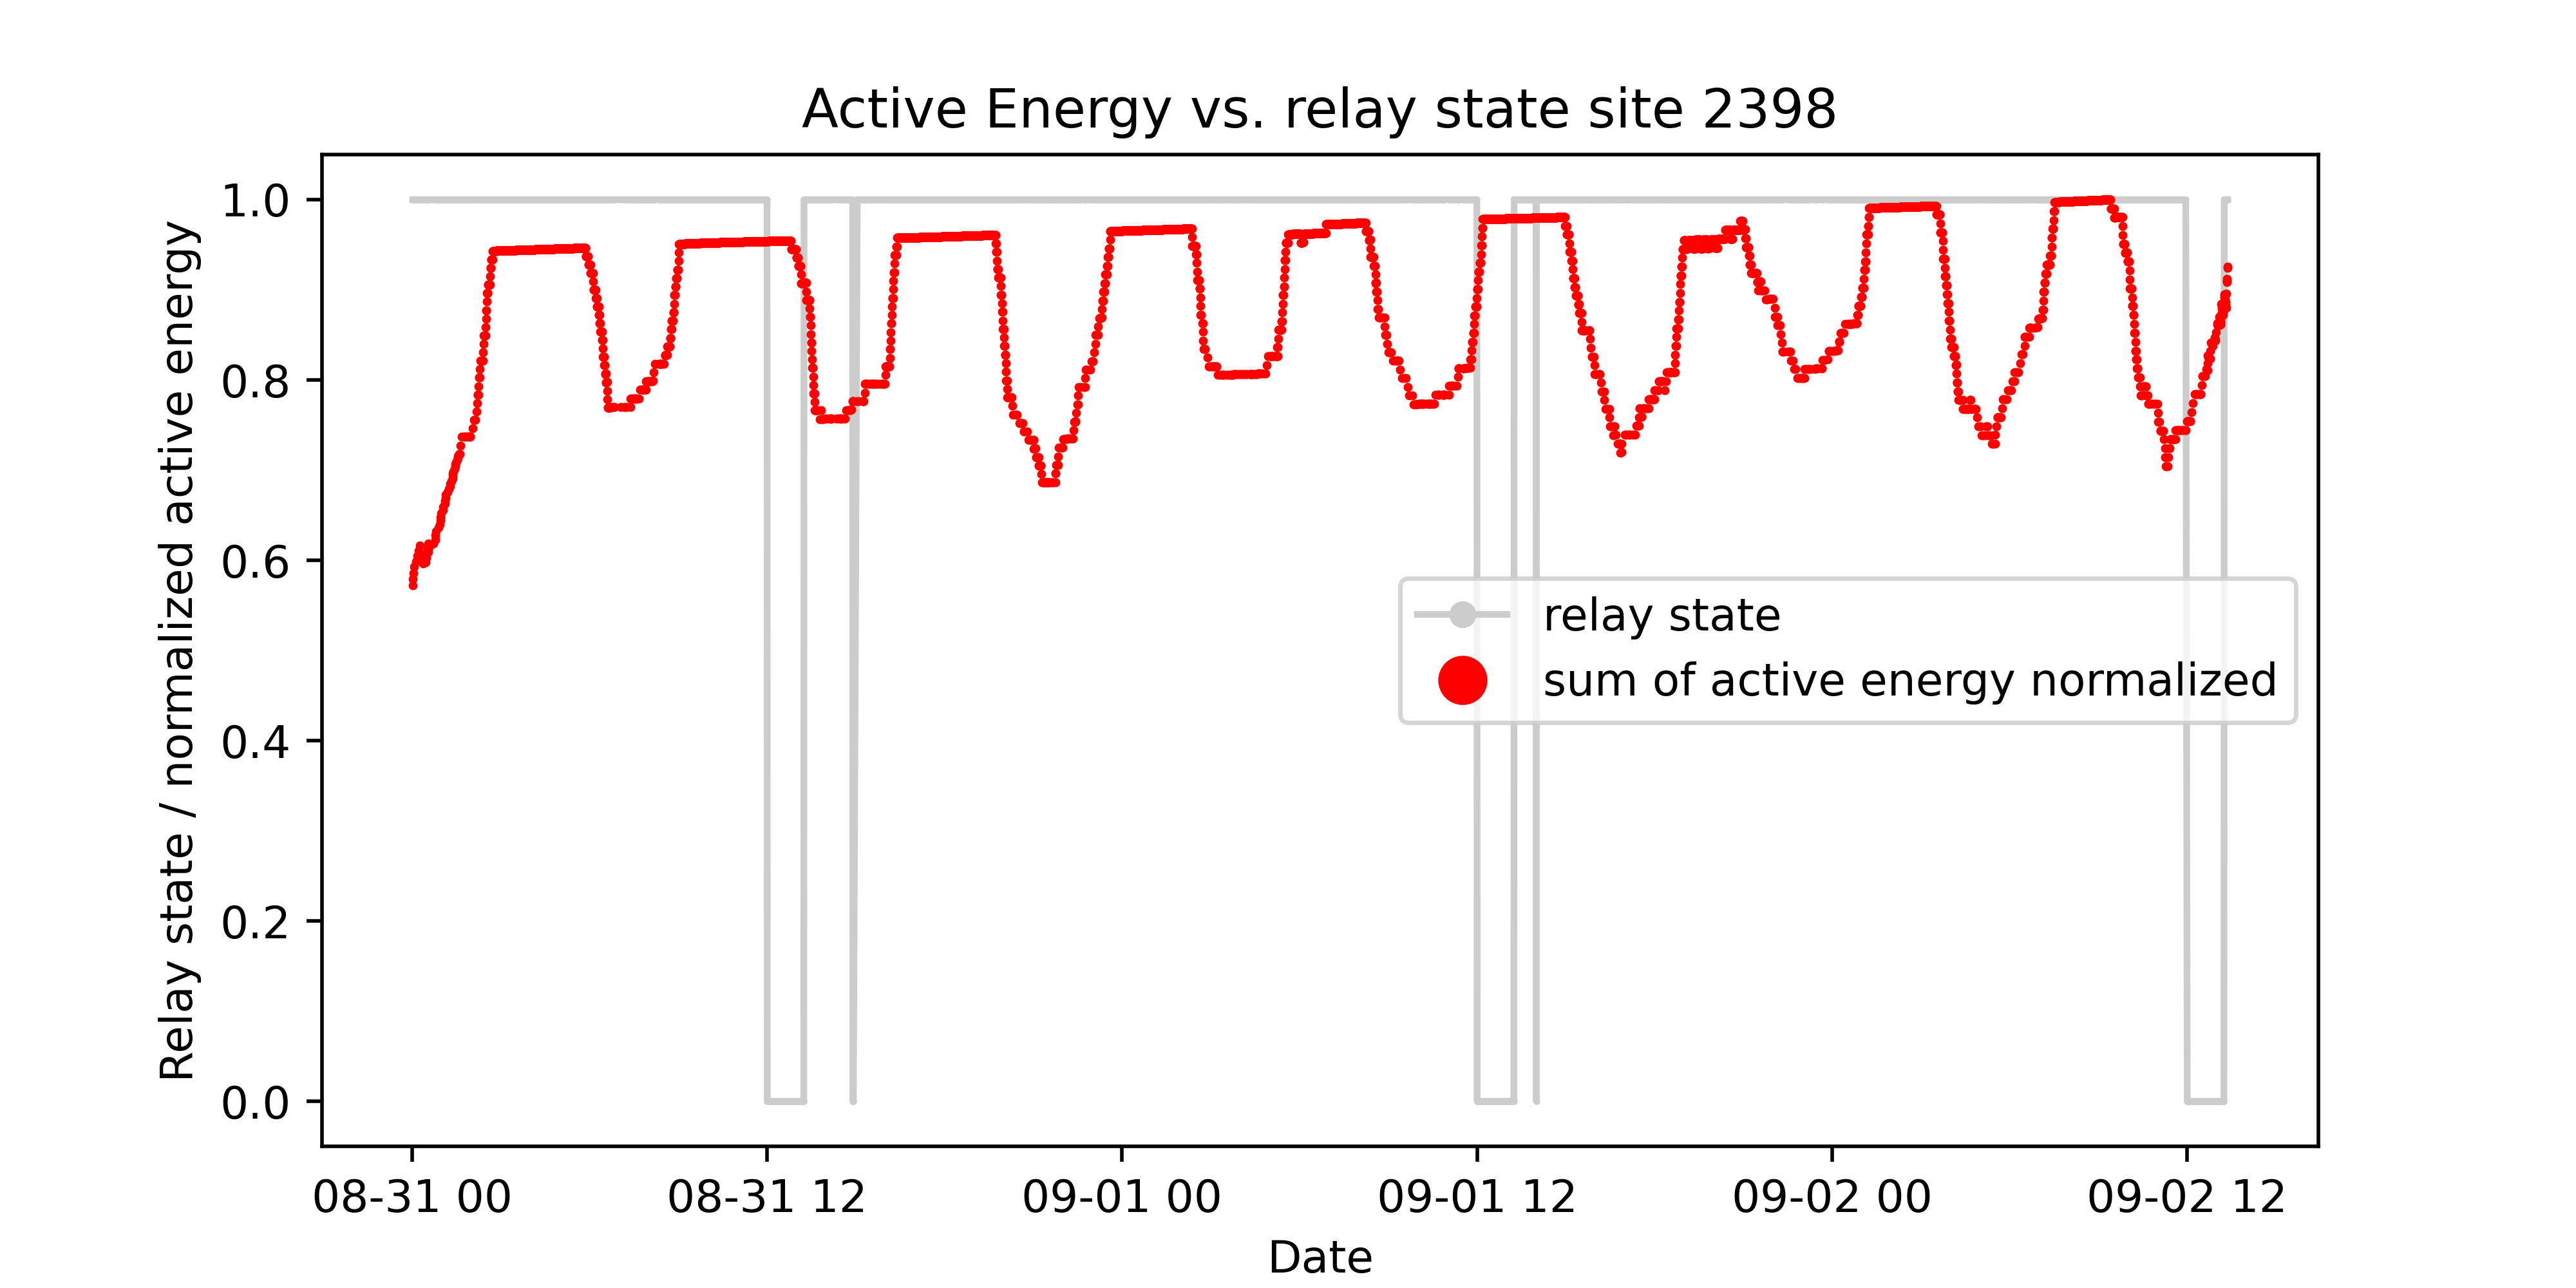 Active Energy vs. relay state site 2398
Relay state / normalized active energy
1.0
0.8
0.6
0.4
0.2
0.0
relay state
sum of active energy normalized
08-31 00
08-31 12
09-01 00
09-01 12
09-02 00
09-02 12
Date